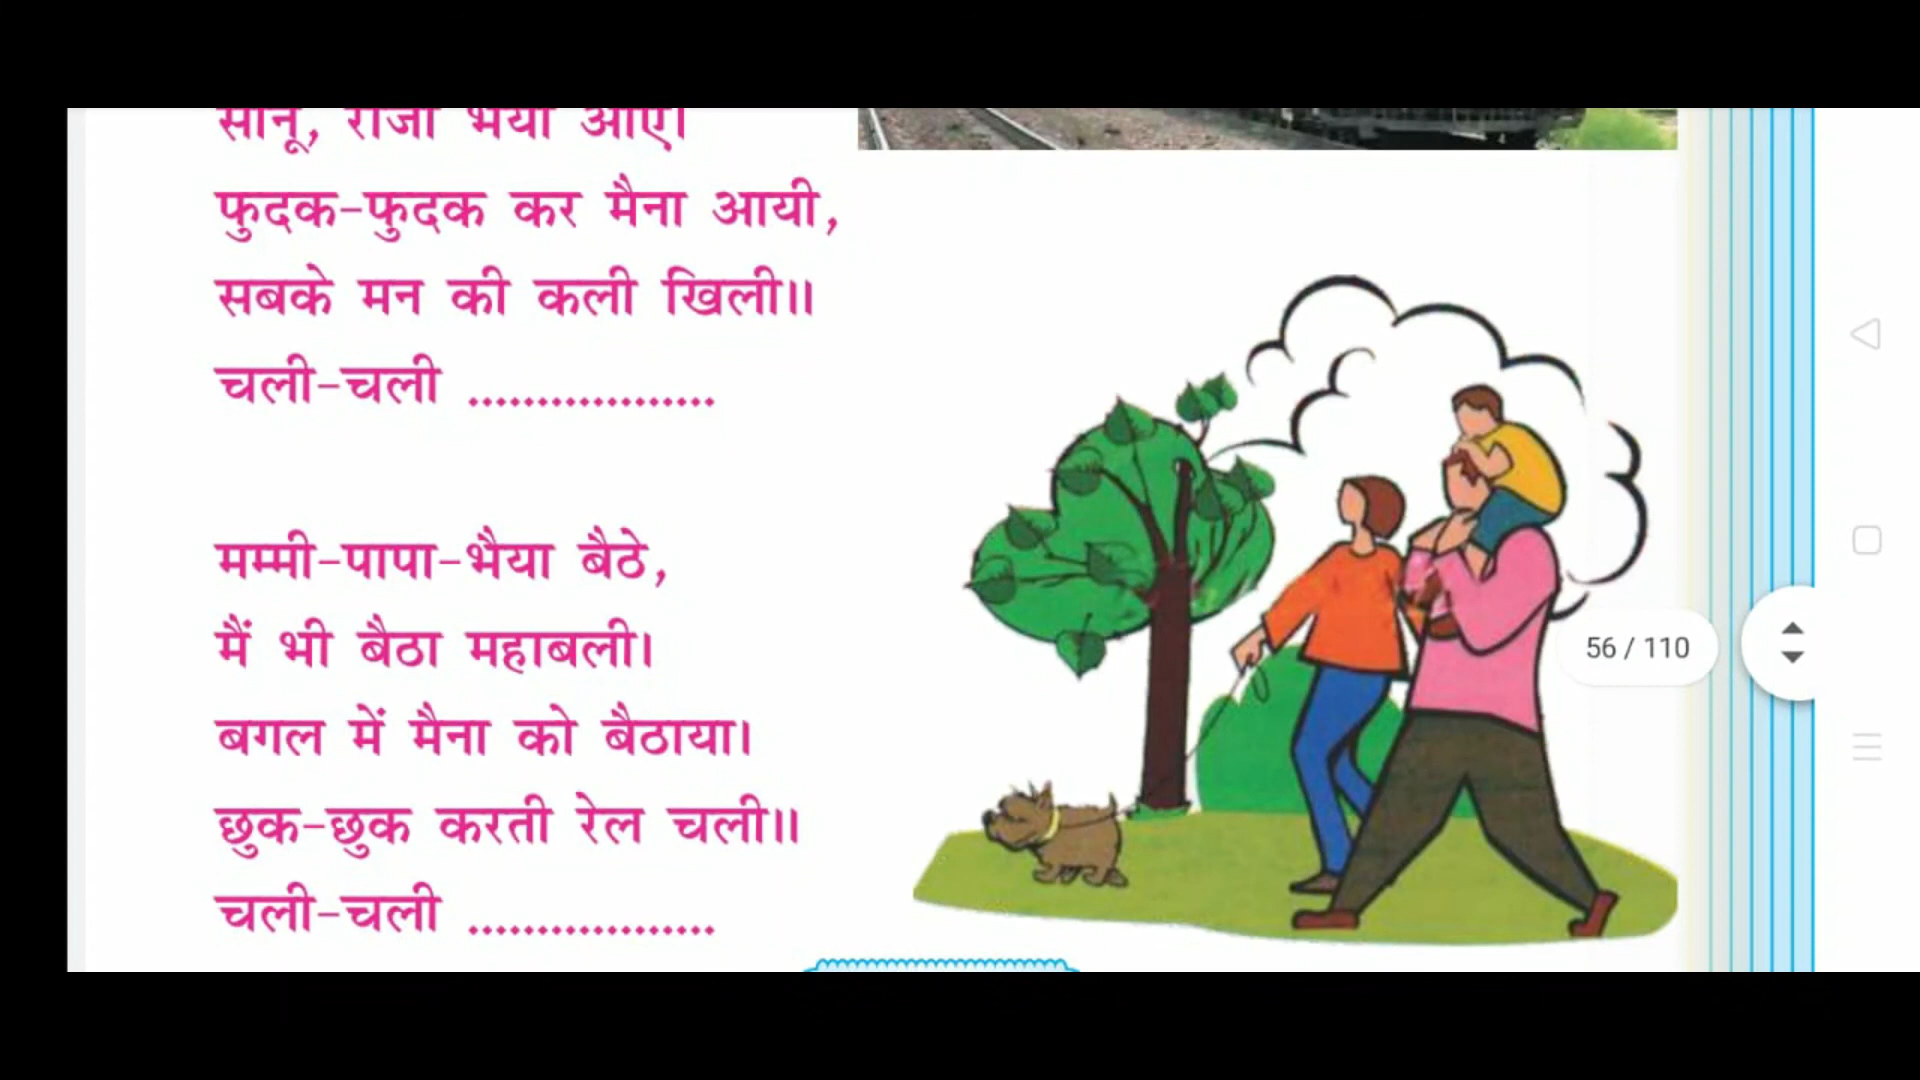 सोनू, राजा भैया आए।
फुदक-फुदक कर मैना आयी,
सबके मन की कली खिली॥
चली-चली ..................
मम्मी-पापा-भैया बैठे,
मैं भी बैठा महाबली।
बगल में मैना को बैठाया।
छुक-छुक करती रेल चली॥
चली-चली ..................
56 / 110